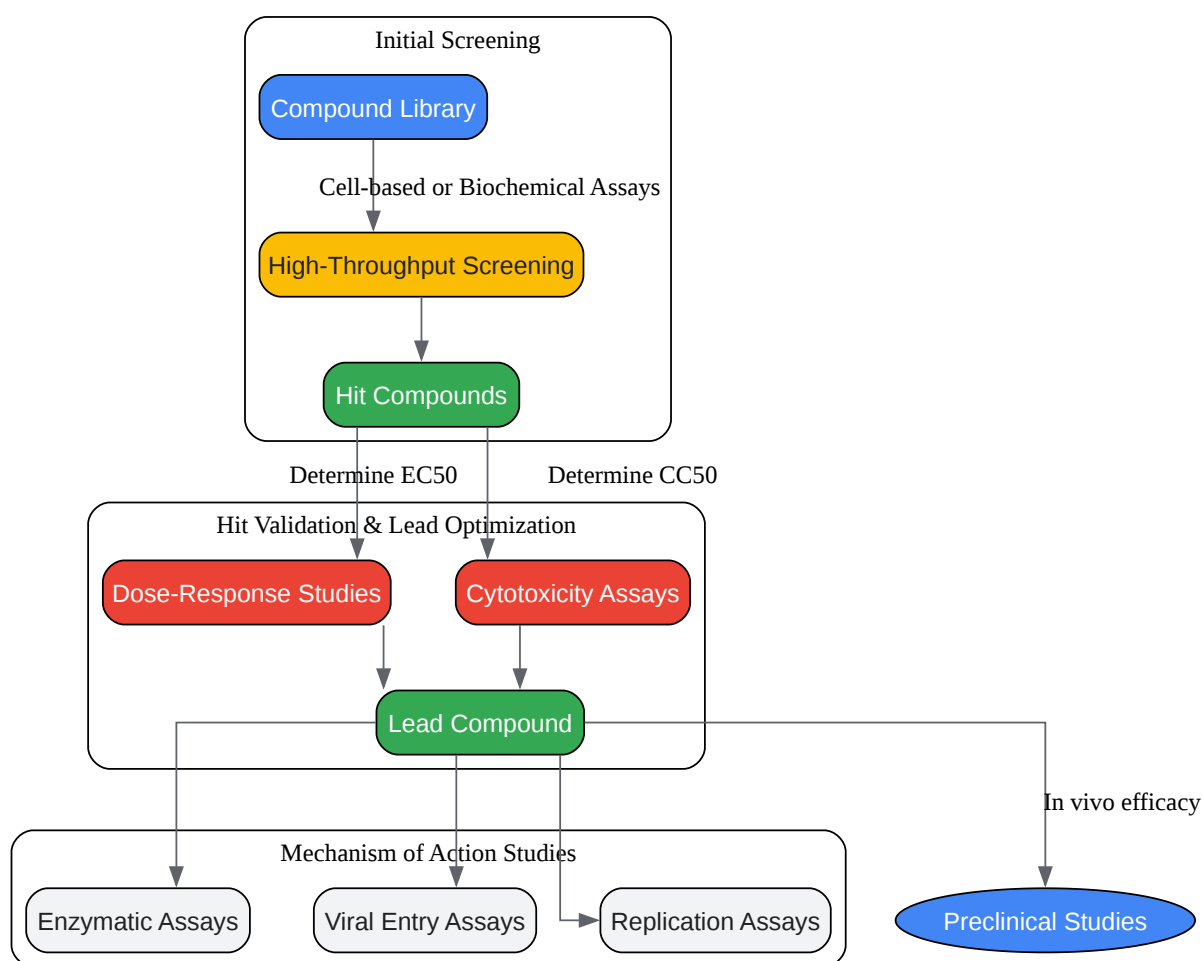 Initial Screening
Compound Library
Cell-based or Biochemical Assays
High-Throughput Screening
Hit Compounds
Determine EC50
Determine CC50
Hit Validation & Lead Optimization
Dose-Response Studies
Cytotoxicity Assays
Lead Compound
In vivo efficacy
Mechanism of Action Studies
Enzymatic Assays
Viral Entry Assays
Replication Assays
Preclinical Studies